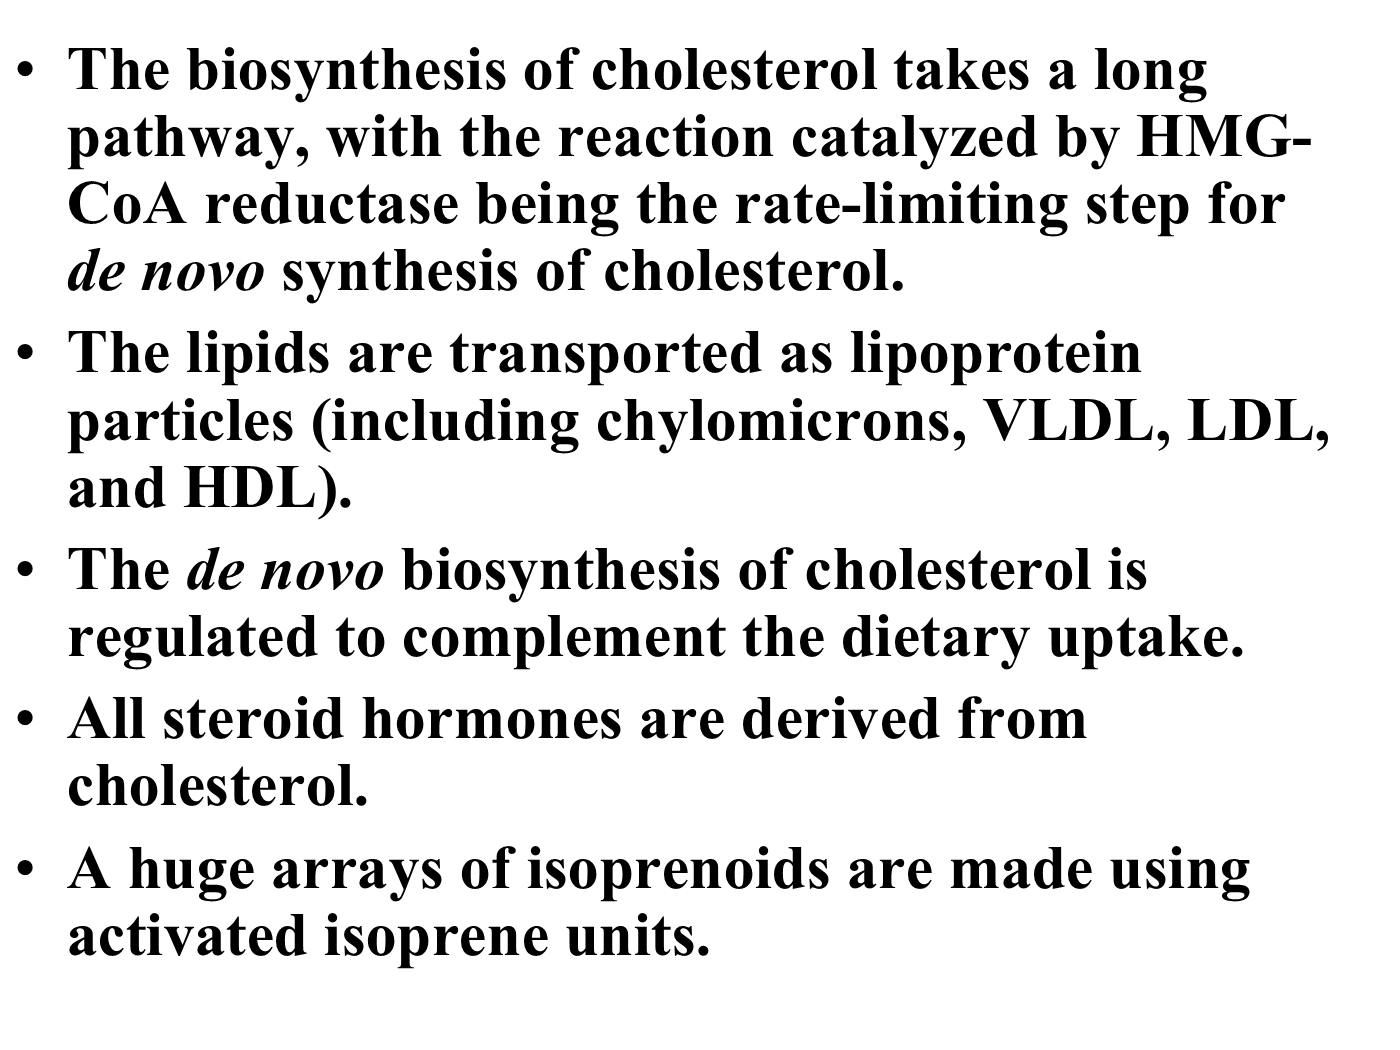 • The biosynthesis of cholesterol takes a long
pathway, with the reaction catalyzed by HMG-
CoA reductase being the rate-limiting step for
de novo synthesis of cholesterol.
• The lipids are transported as lipoprotein
particles (including chylomicrons, VLDL, LDL,
and HDL).
• The de novo biosynthesis of cholesterol is
regulated to complement the dietary uptake.
• All steroid hormones are derived from
cholesterol.
• A huge arrays of isoprenoids are made using
activated isoprene units.